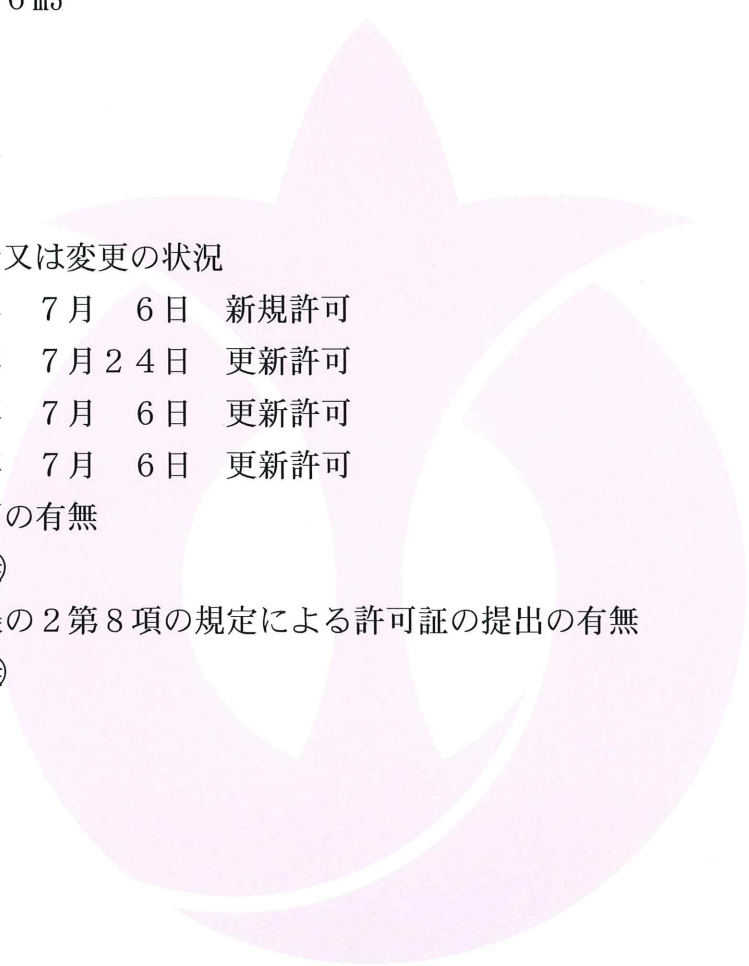 ６m3
又は変更の状況
７月　６日　新規許可
７月２４日　更新許可
７月　６日　更新許可
７月　６日　更新許可
の有無
の２第８項の規定による許可証の提出の有無